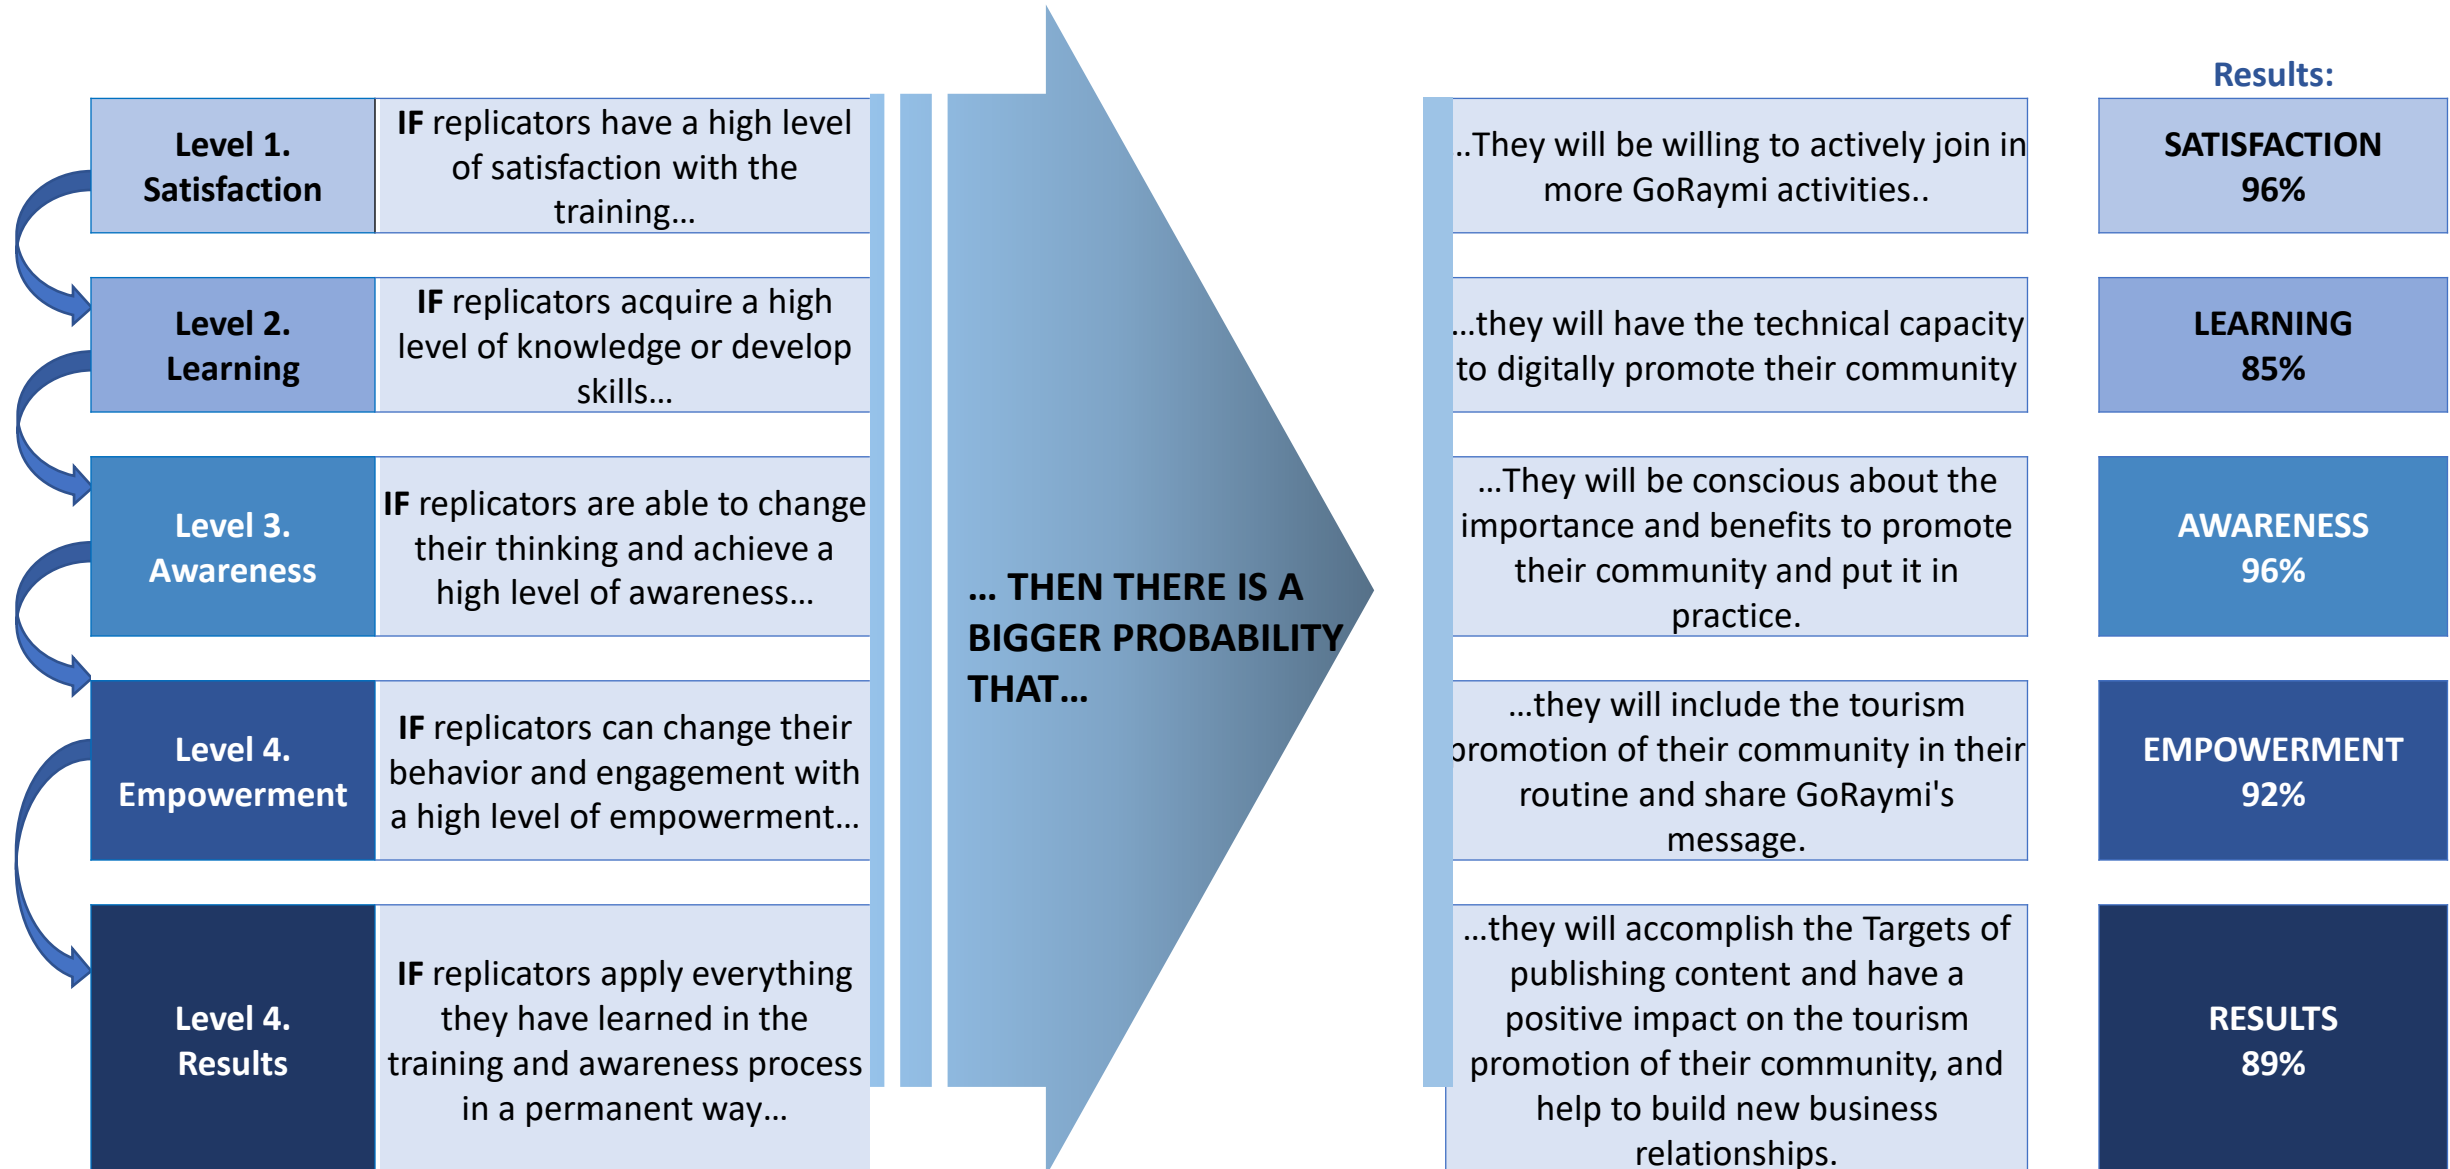 Results:
Level 1.
Satisfaction
IF replicators have a high level
of satisfaction with the
training...
...They will be willing to actively join in
more GoRaymi activities..
SATISFACTION
96%
Level 2.
Learning
IF replicators acquire a high
level of knowledge or develop
skills...
...they will have the technical capacity
to digitally promote their community
LEARNING
85%
Level 3.
Awareness
IF replicators are able to change
their thinking and achieve a
high level of awareness...
...They will be conscious about the
importance and benefits to promote
their community and put it in
practice.
AWARENESS
96%
... THEN THERE IS A
BIGGER PROBABILITY
THAT...
Level 4.
Empowerment
IF replicators can change their
behavior and engagement with
a high level of empowerment...
...they will include the tourism
promotion of their community in their
routine and share GoRaymi's
message.
EMPOWERMENT
92%
Level 4.
Results
IF replicators apply everything
they have learned in the
training and awareness process
in a permanent way...
...they will accomplish the Targets of
publishing content and have a
positive impact on the tourism
promotion of their community, and
help to build new business
relationships.
RESULTS
89%